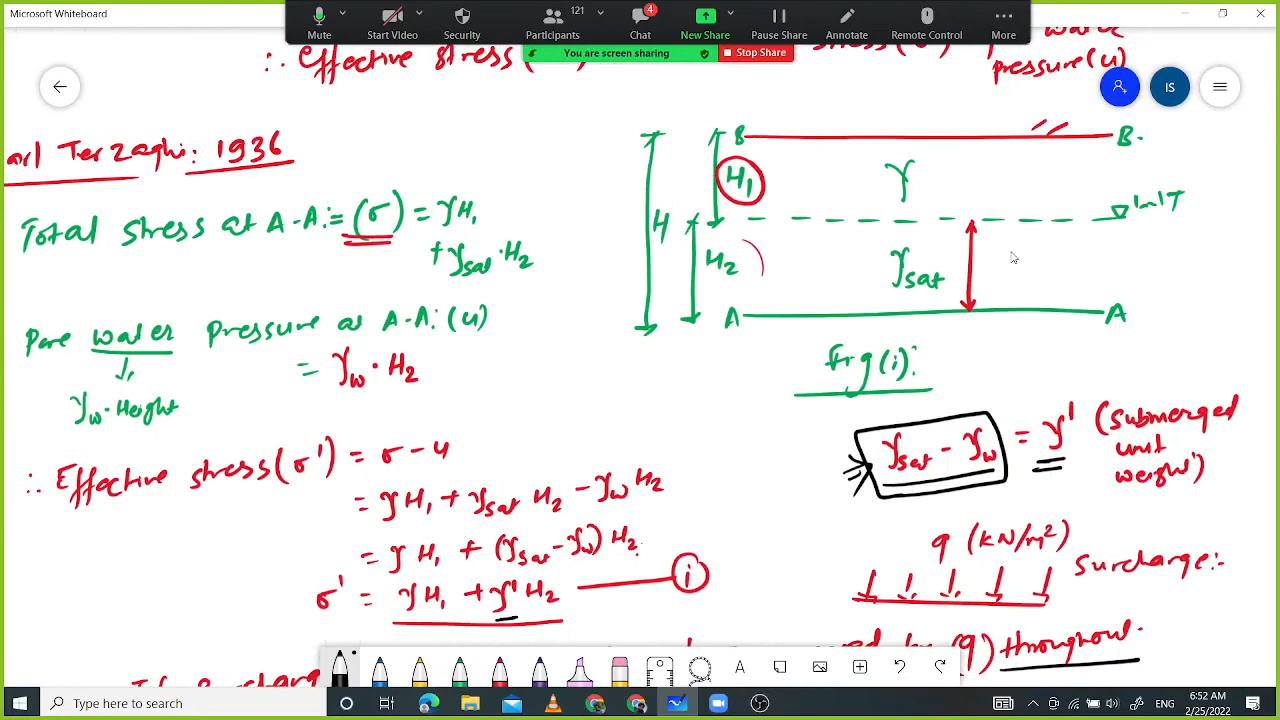 Microsoft Whiteboard
Mute
Start Video
Security
121
Participants
4
Chat
New Share
Pause Share
Annotate
Remote Control
More
You are screen sharing
Stop Share
∴ Effective stress (
water
pressure (u)
IS
arl Terzaghi: 1936
Total stress at A-A: = (σ) = γH₁
+ γsat · H₂
Pore water pressure at A-A: (u)
= γw · H₂
γw · Height
∴ Effective stress (σ') = σ - u
= γH₁ + γsat H₂ - γw H₂
= γH₁ + (γsat - γw) H₂
σ' = γH₁ + γ' H₂
i
B B
H H₁ γ
H₂ γsat
A A
Fig (i):
γsat - γw = γ' (submerged
unit
weight)
q (kN/m²)
Surcharge:-
by (q) throughout
If surcharge
Type here to search
ENG
6:52 AM
2/25/2022